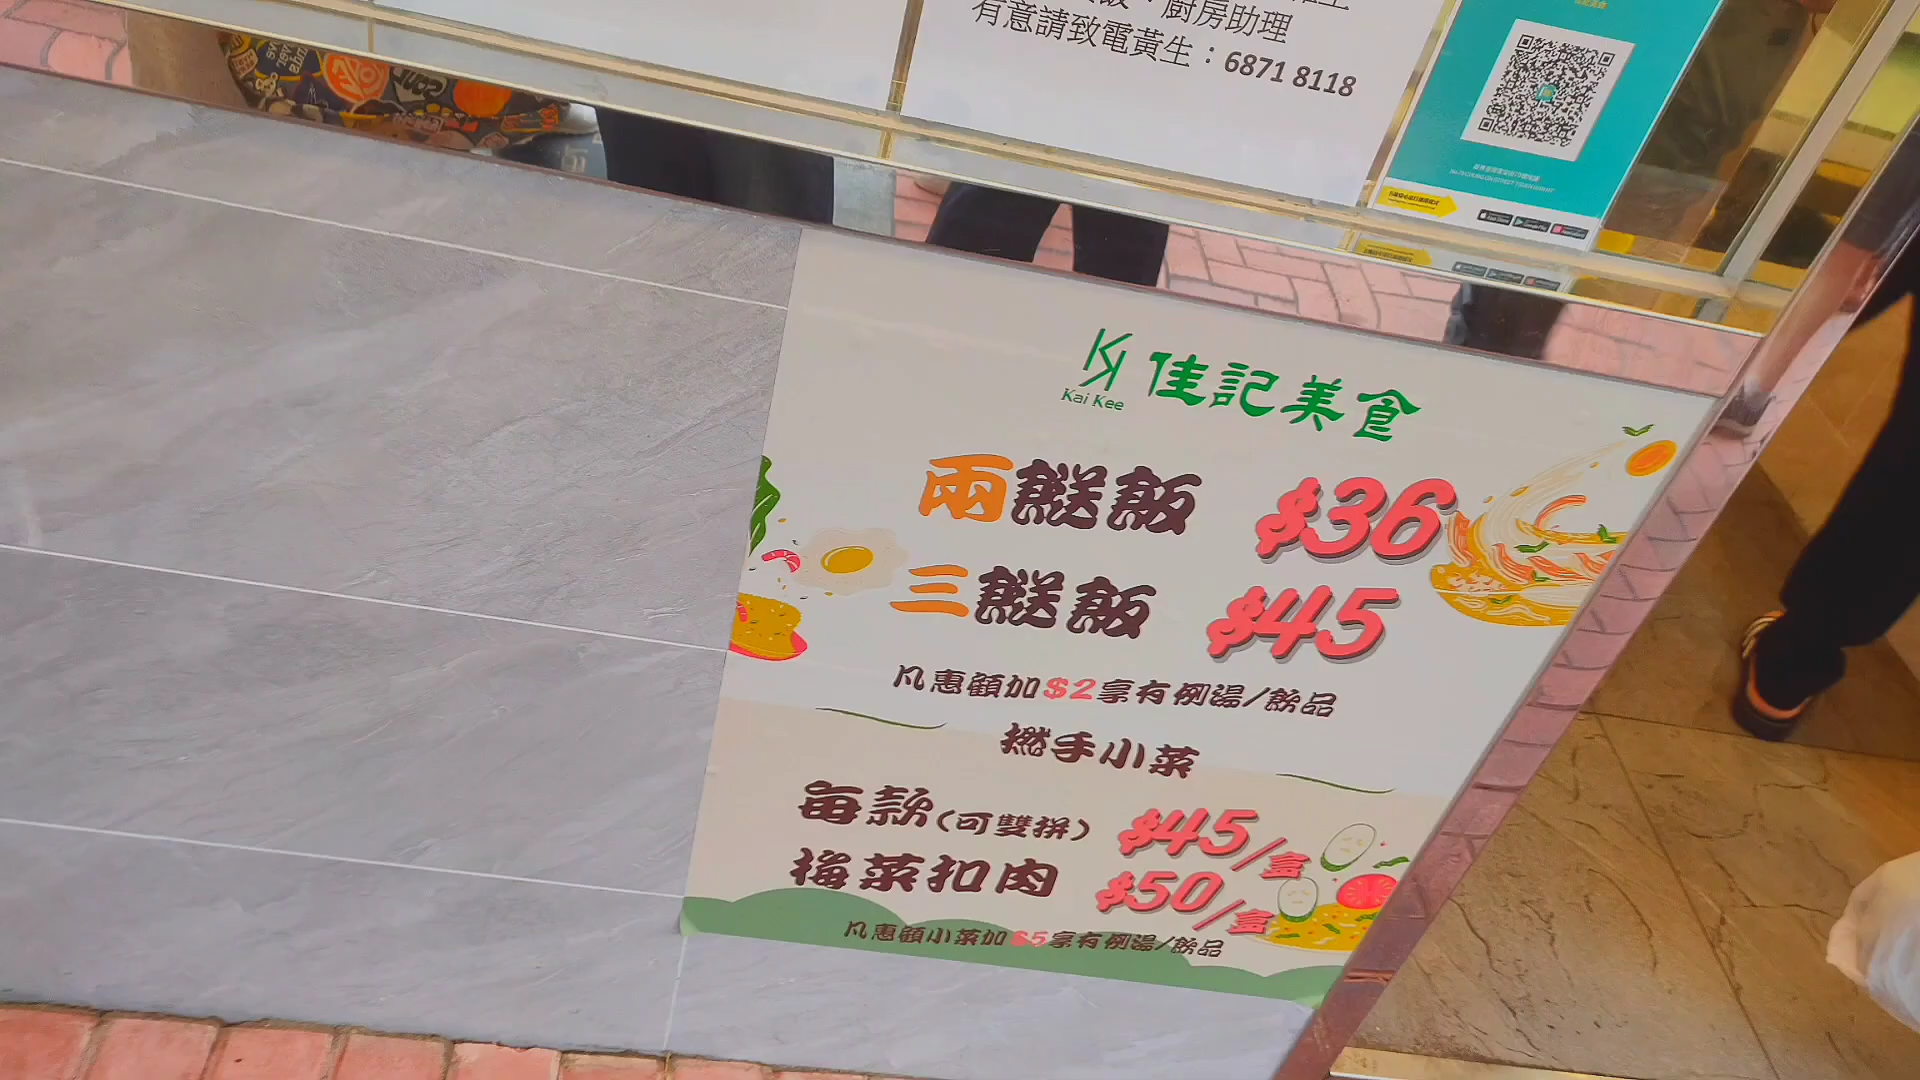 廚房助理
有意請致電黃生：6871 8118
Kai Kee
佳記美食
兩餸飯 $36
三餸飯 $45
凡惠顧加$2享有例湯/飲品
撚手小菜
每款(可雙拼) $45/盒
梅菜扣肉 $50/盒
凡惠顧小菜加$5享有例湯/飲品